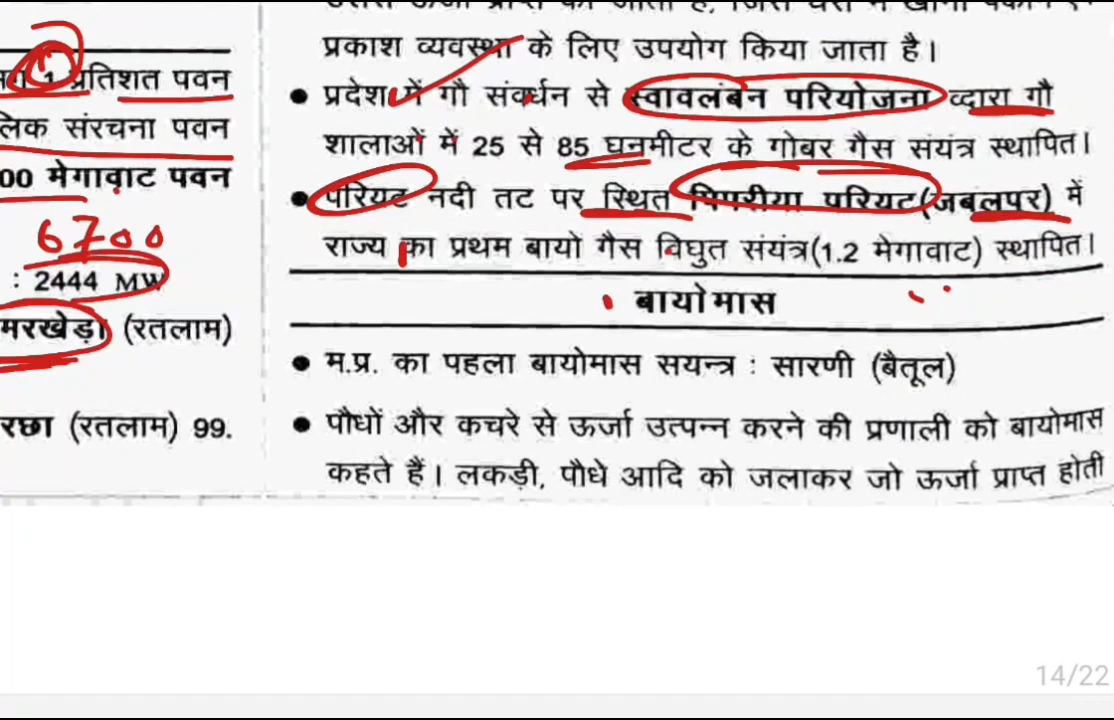 1 प्रतिशत पवन
लिक संरचना पवन
00 मेगावाट पवन
6700
: 2444 MW
मरखेड़ा (रतलाम)
रछा (रतलाम) 99.
प्रकाश व्यवस्था के लिए उपयोग किया जाता है।
• प्रदेश में गौ संवर्धन से स्वावलंबन परियोजना व्दारा गौ
शालाओं में 25 से 85 घनमीटर के गोबर गैस संयंत्र स्थापित।
• परियट नदी तट पर स्थित पिपरीया परियट(जबलपुर) में
राज्य का प्रथम बायो गैस विघुत संयंत्र(1.2 मेगावाट) स्थापित।
बायोमास
• म.प्र. का पहला बायोमास सयन्त्र : सारणी (बैतूल)
• पौधों और कचरे से ऊर्जा उत्पन्न करने की प्रणाली को बायोमास
कहते हैं। लकड़ी, पौधे आदि को जलाकर जो ऊर्जा प्राप्त होती
14/22